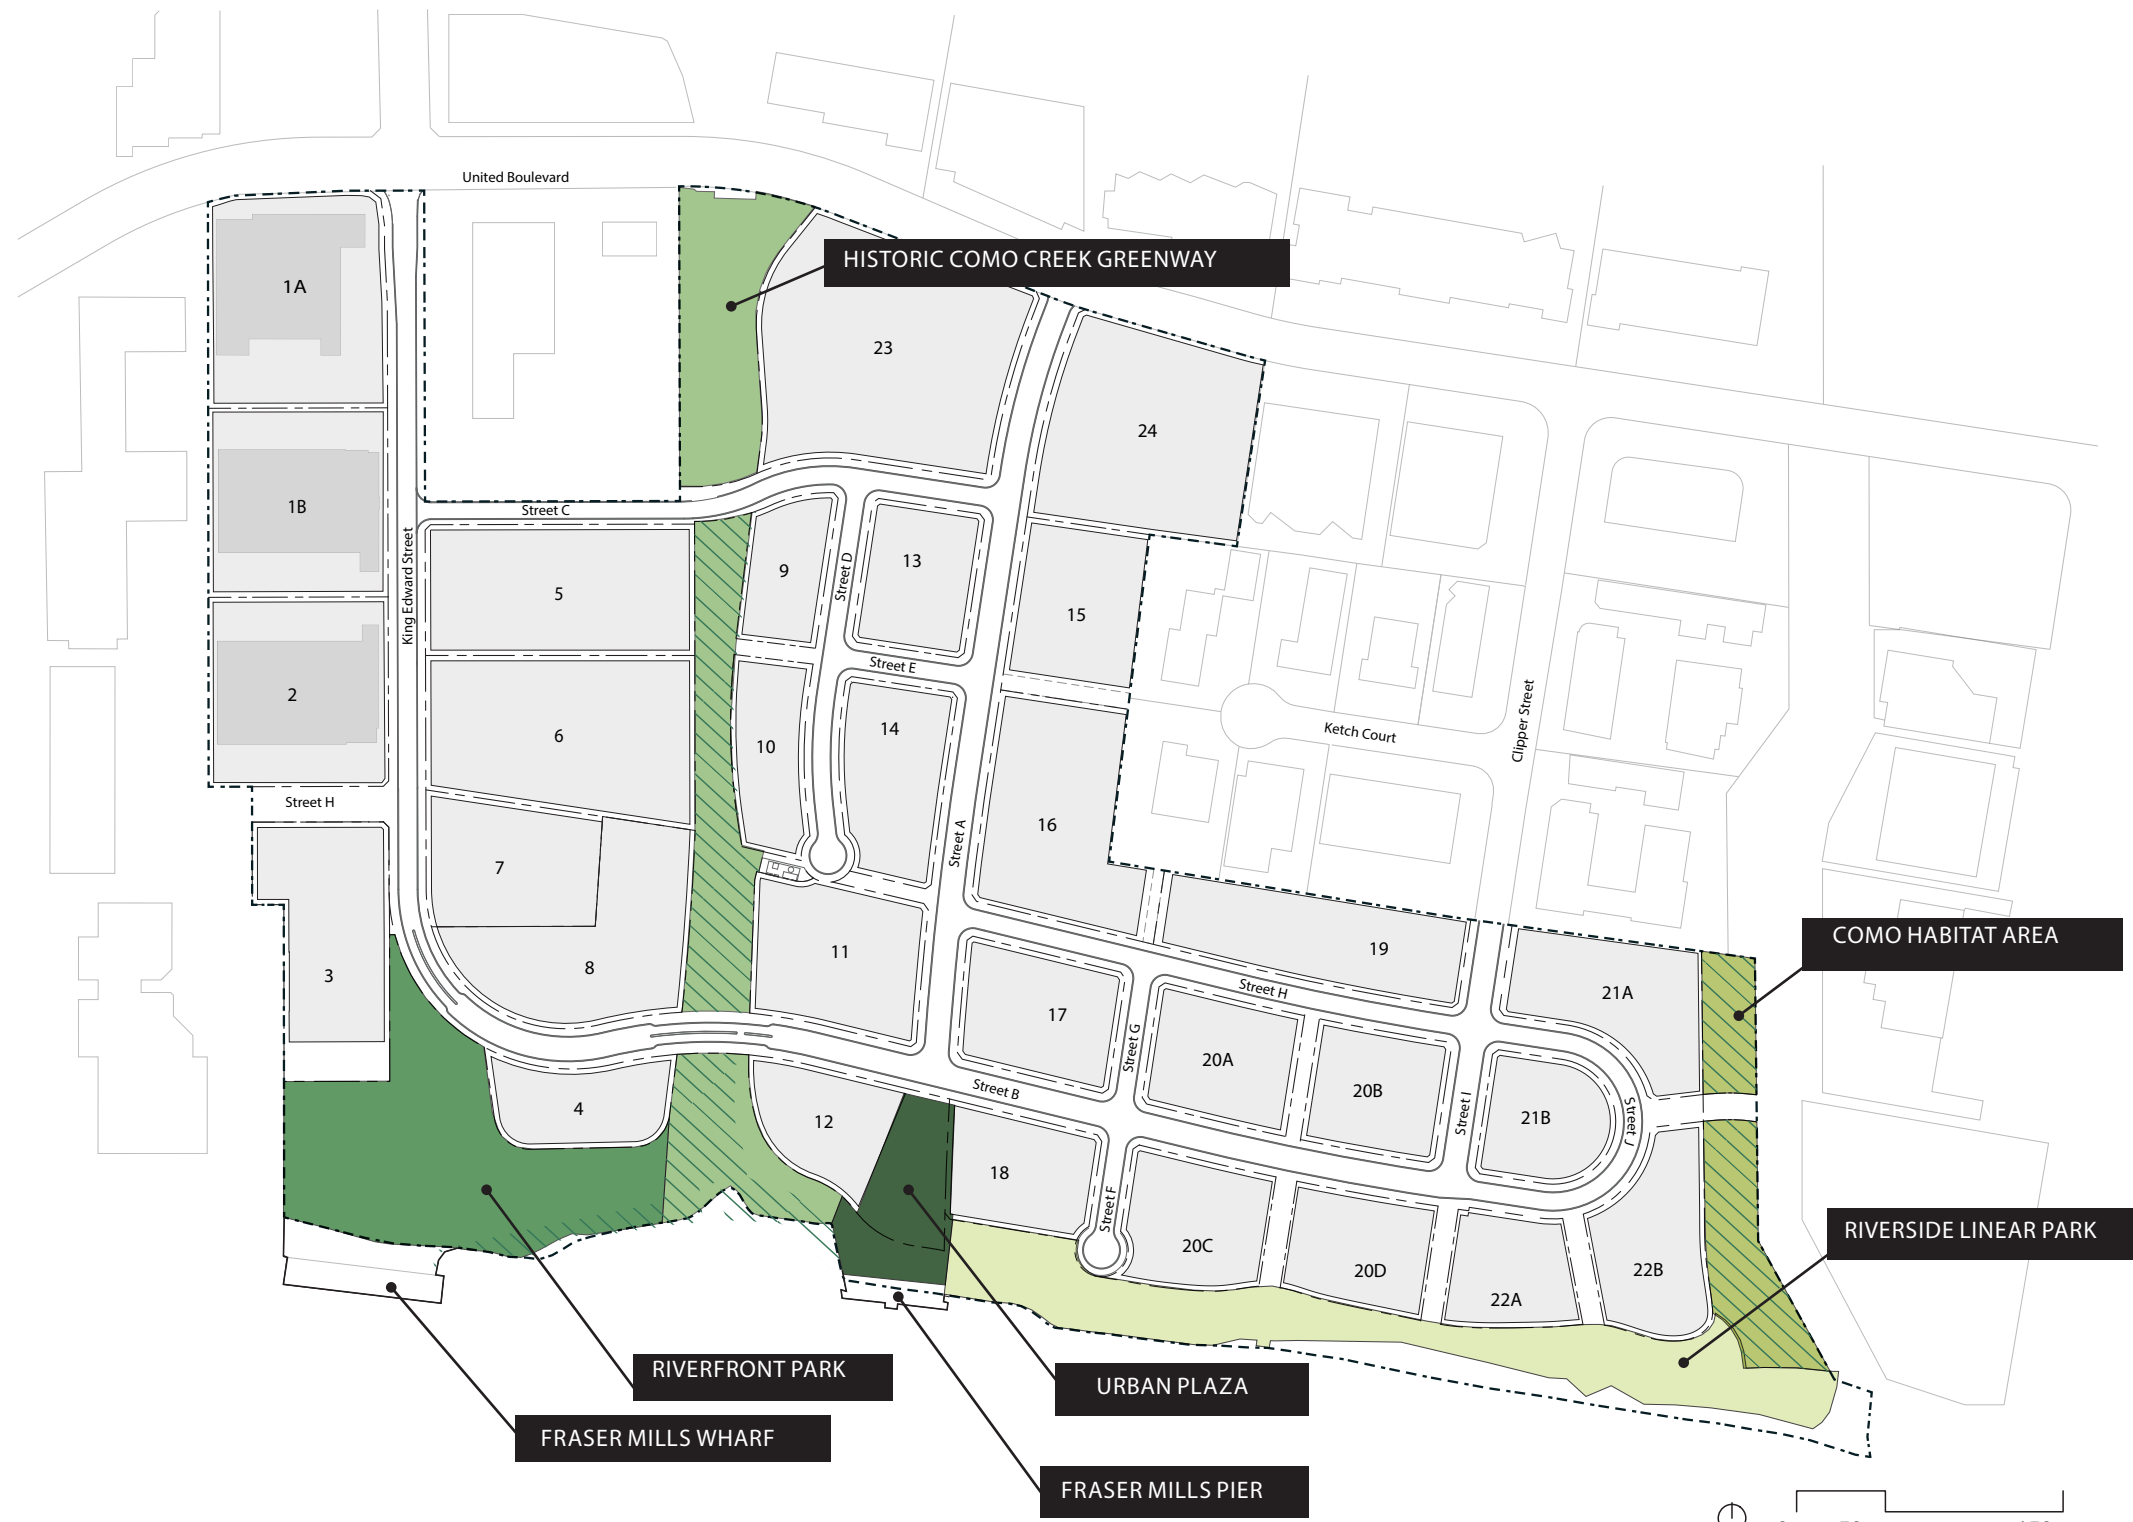 United Boulevard
HISTORIC COMO CREEK GREENWAY
1A
23
24
1B
Street C
King Edward Street
5
9
Street D
13
15
Street E
2
6
10
14
Ketch Court
Clipper Street
Street H
7
16
Street A
3
8
11
19
COMO HABITAT AREA
Street H
21A
17
Street G
20A
20B
Street B
4
12
Street I
21B
Street J
18
Street F
20C
20D
22A
22B
RIVERSIDE LINEAR PARK
RIVERFRONT PARK
URBAN PLAZA
FRASER MILLS WHARF
FRASER MILLS PIER